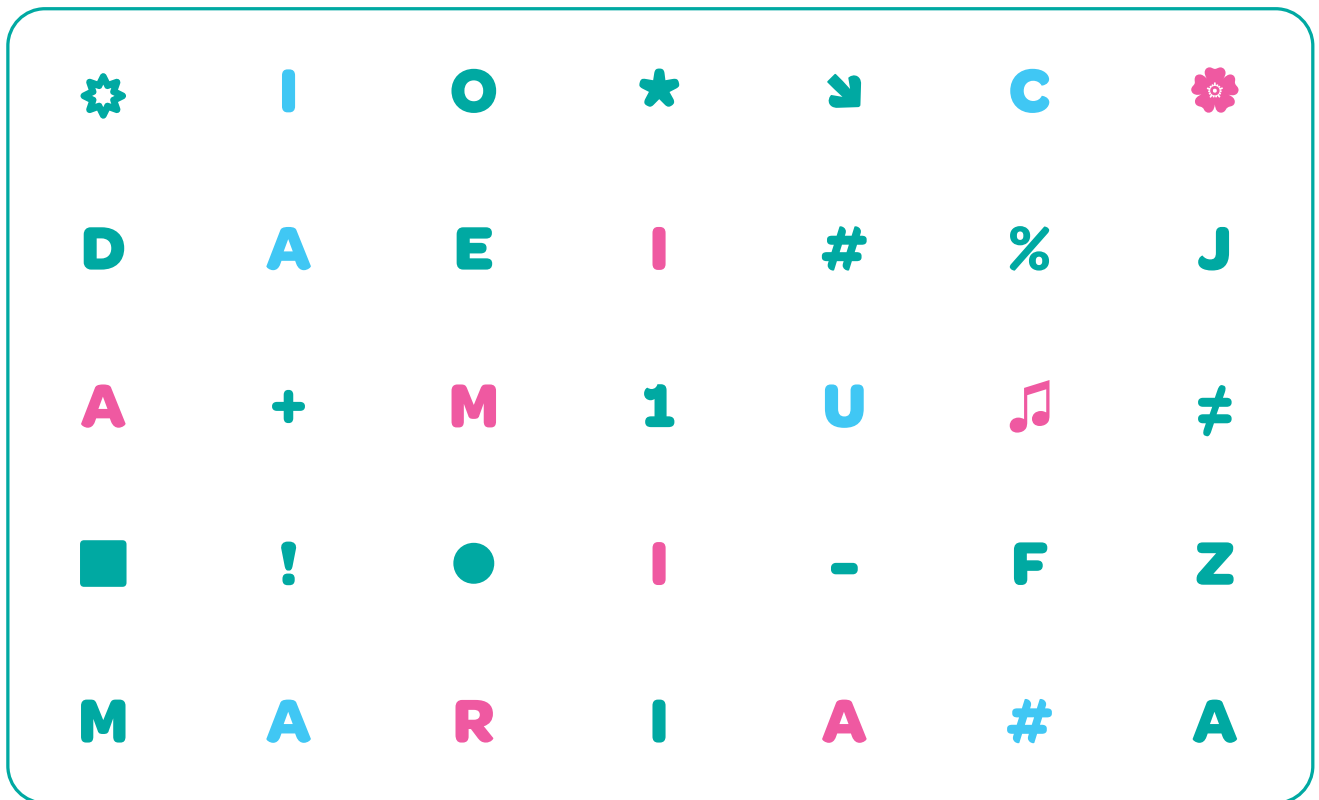 ✵ I O * ➘ C 🌸
D A E I # % J
A + M 1 U ♫ ≠
■ ! ● I - F Z
M A R I A # A